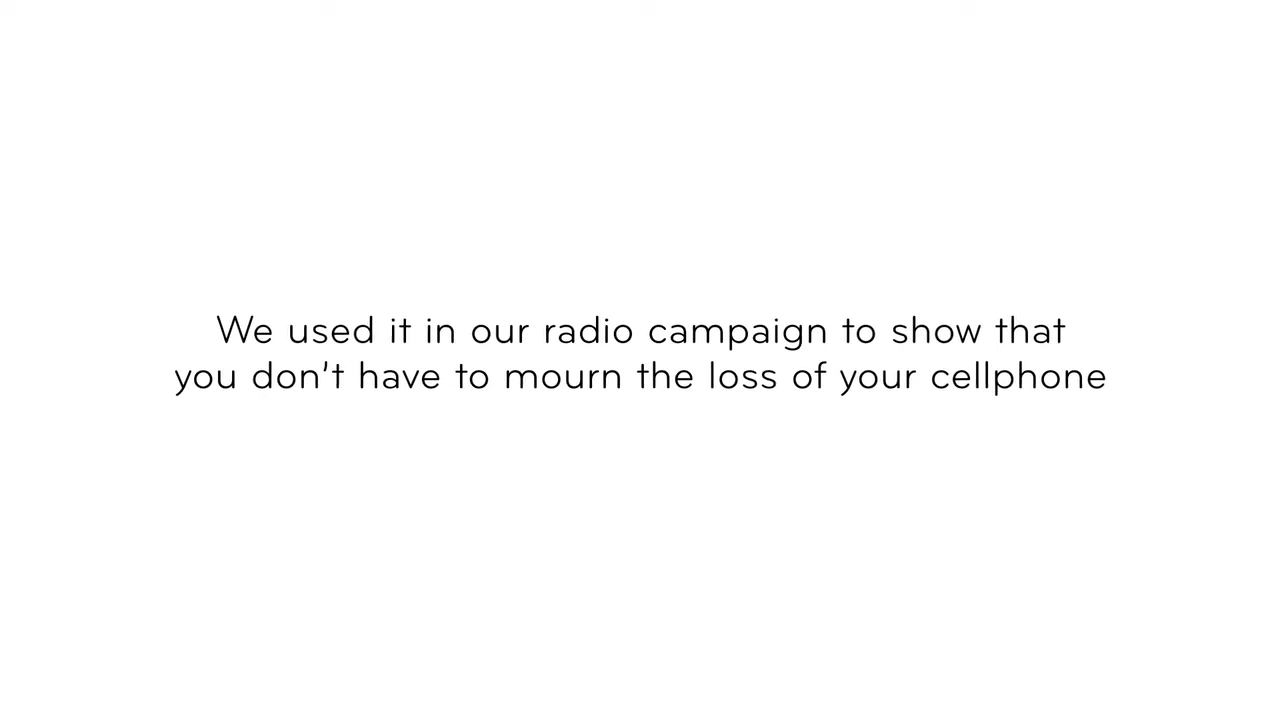 We used it in our radio campaign to show that
you don't have to mourn the loss of your cellphone